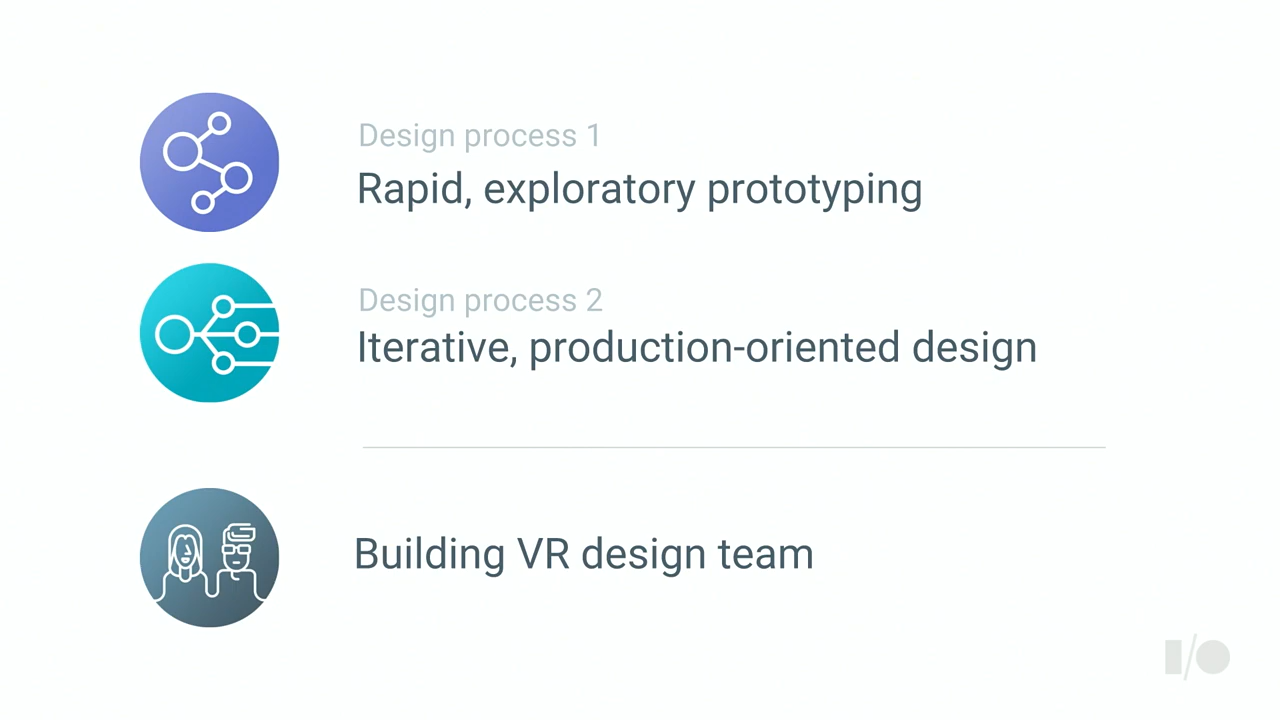 Design process 1
Rapid, exploratory prototyping
Design process 2
Iterative, production-oriented design
Building VR design team
I/O